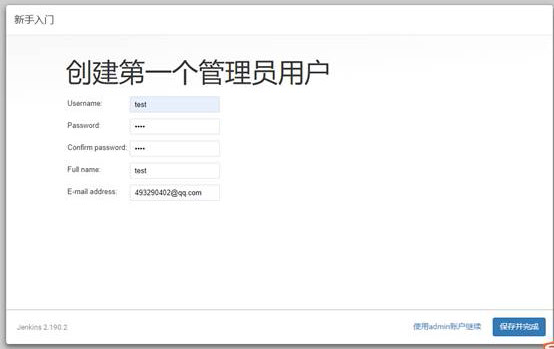 新手入门
创建第一个管理员用户
Username: test
Password: ••••
Confirm password: ••••
Full name: test
E-mail address: 493290402@qq.com
Jenkins 2.190.2 使用admin账户继续 保存并完成